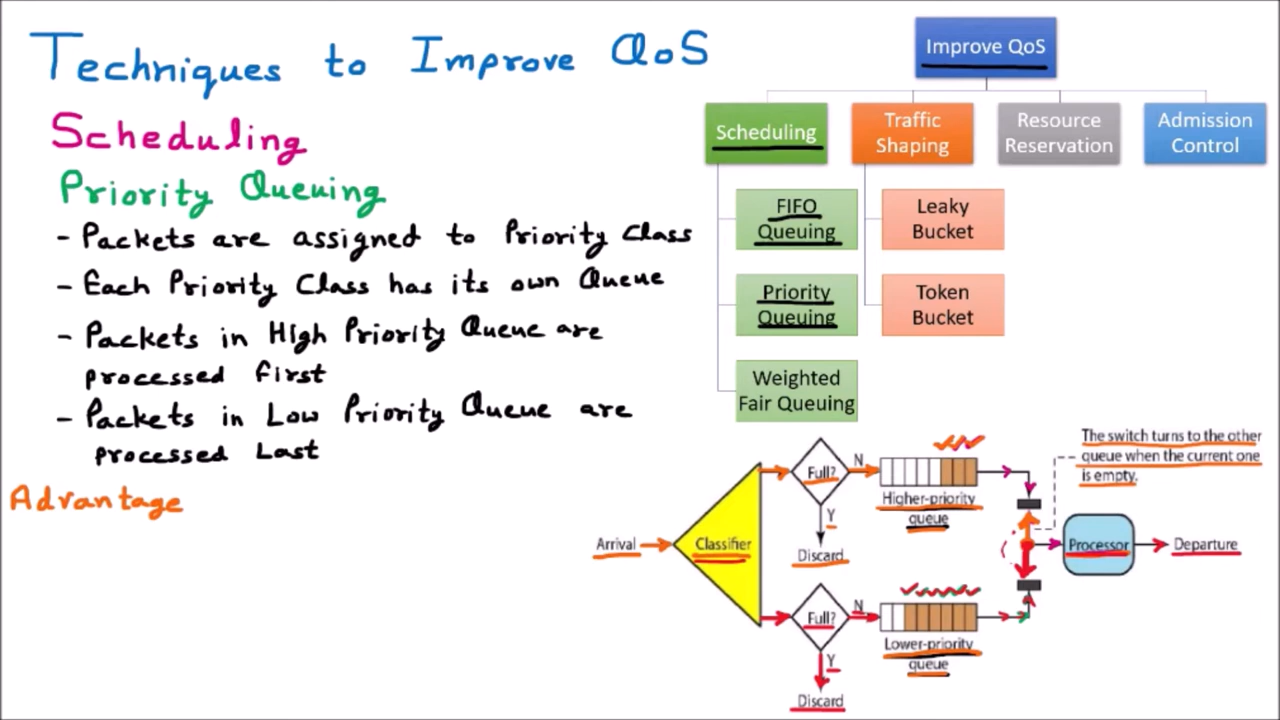 Techniques to Improve QoS
Scheduling
Priority Queuing
- Packets are assigned to Priority Class
- Each Priority Class has its own Queue
- Packets in High Priority Queue are
processed first
- Packets in Low Priority Queue are
processed Last
Advantage
Improve QoS
Scheduling
Traffic
Shaping
Resource
Reservation
Admission
Control
FIFO
Queuing
Leaky
Bucket
Priority
Queuing
Token
Bucket
Weighted
Fair Queuing
The switch turns to the other
queue when the current one
is empty.
Arrival
Classifier
Full?
N
Y
Discard
Higher-priority
queue
Full?
N
Y
Discard
Lower-priority
queue
Processor
Departure